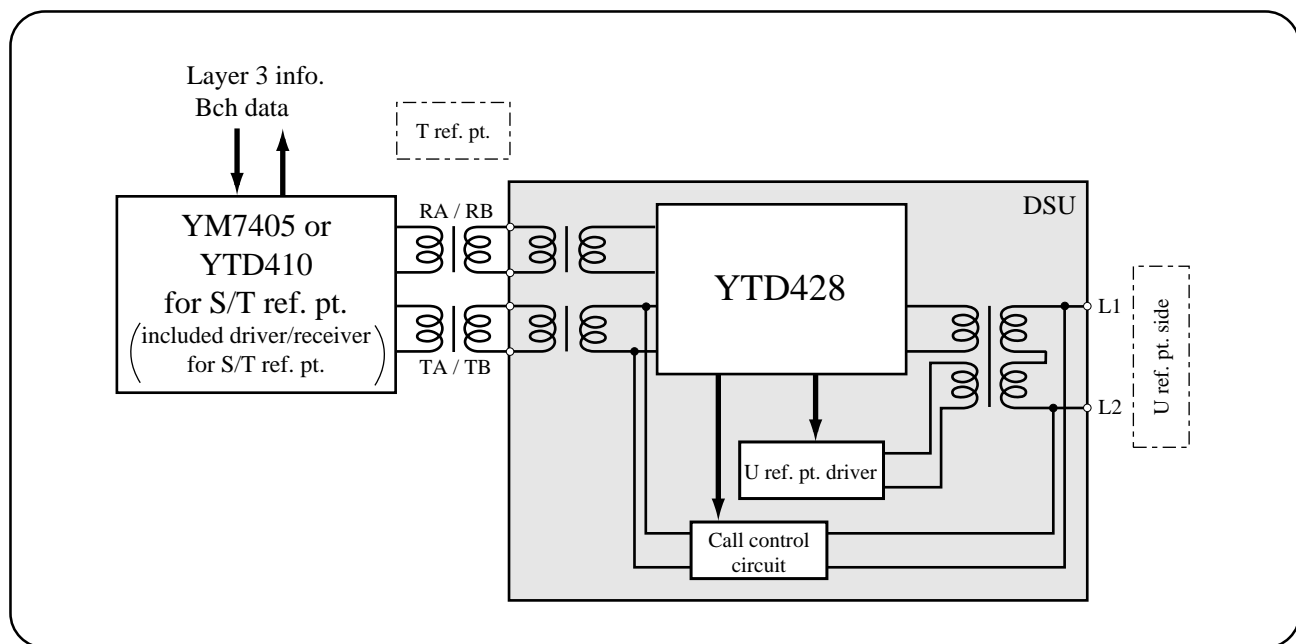 Layer 3 info.
Bch data
T ref. pt.
DSU
RA / RB
YM7405 or
YTD410
for S/T ref. pt.
(included driver/receiver
for S/T ref. pt.)
TA / TB
YTD428
L1
L2
U ref. pt. side
U ref. pt. driver
Call control
circuit